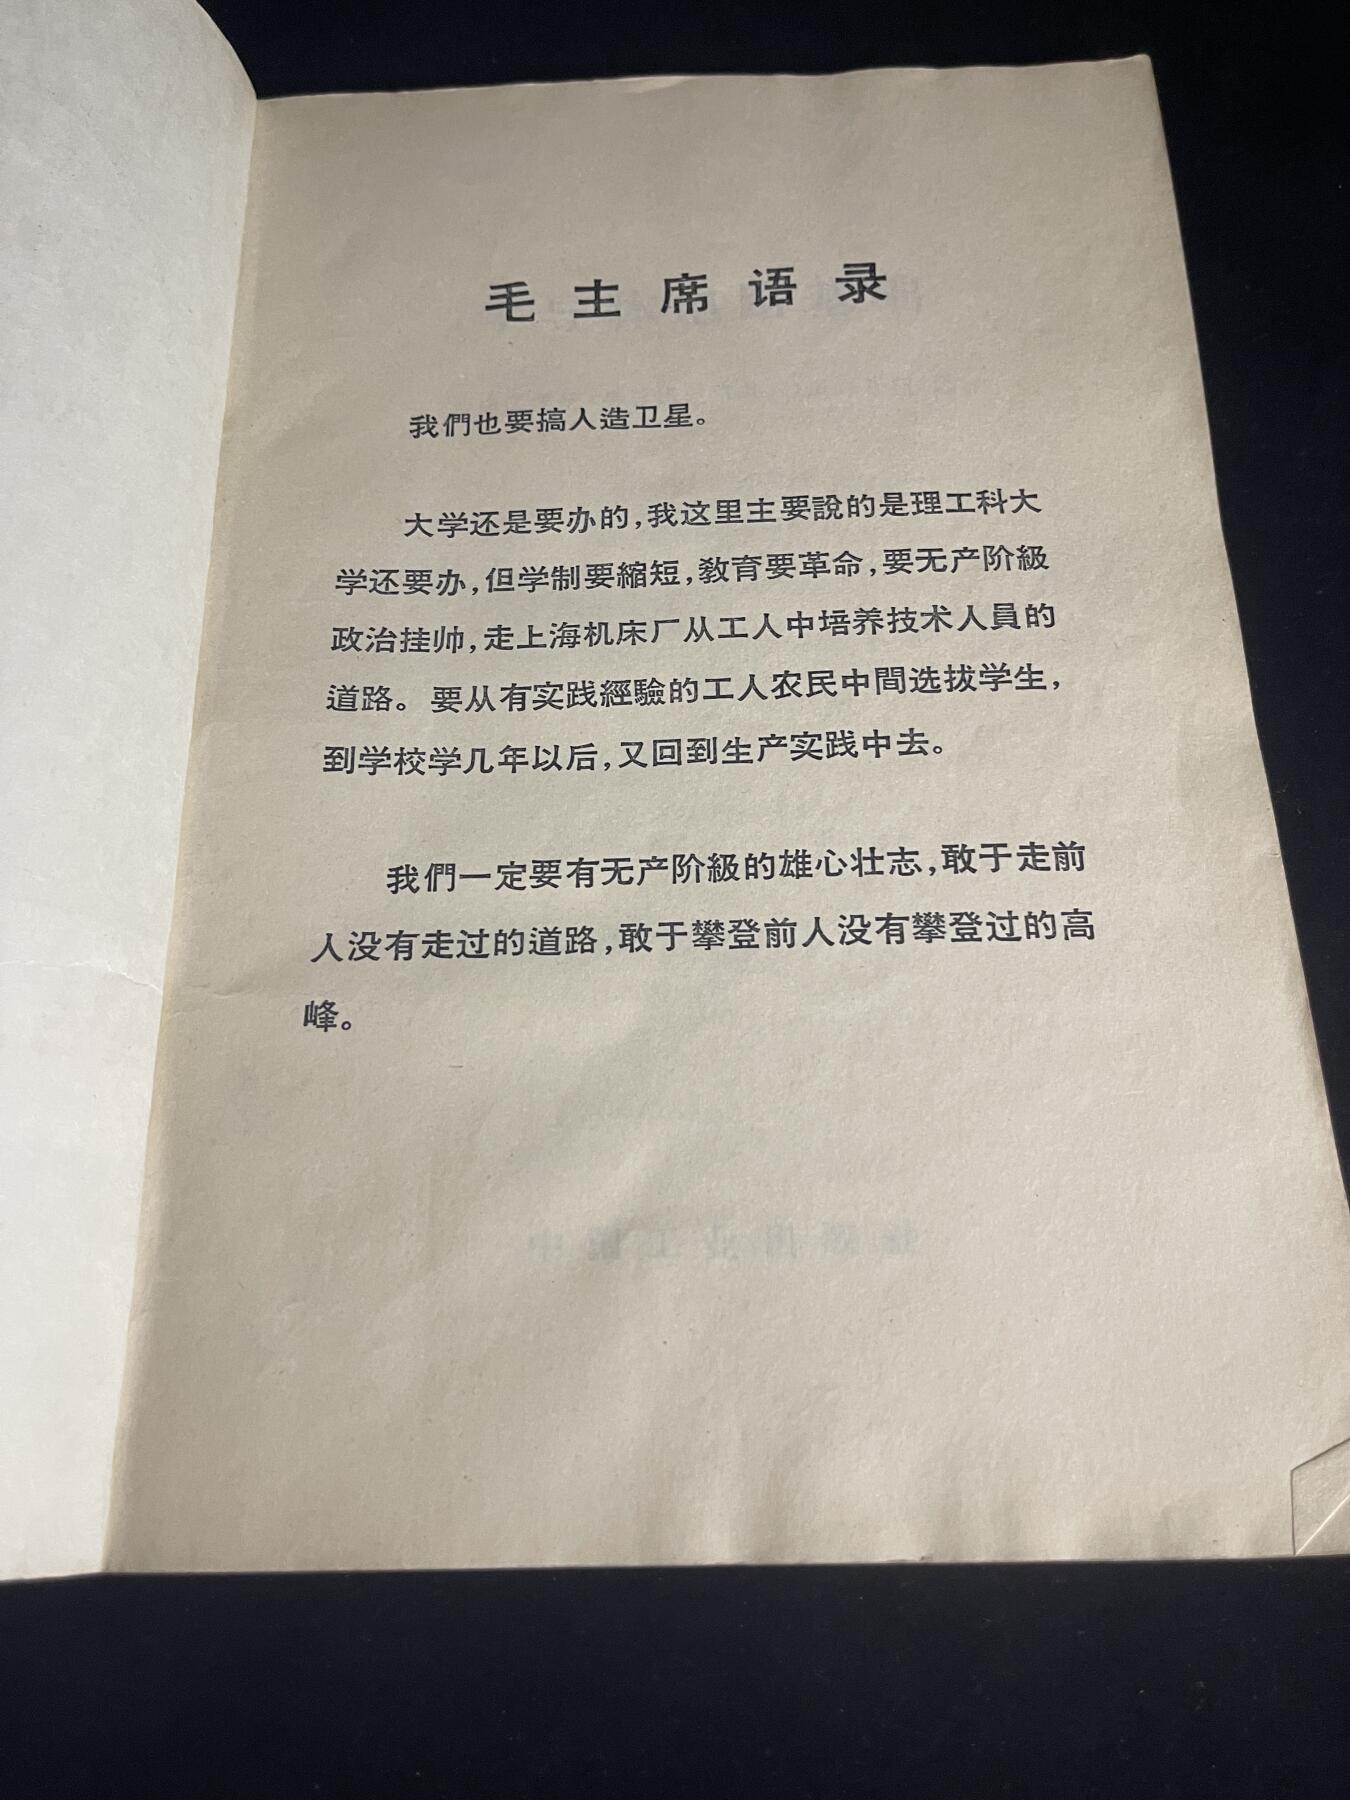 毛主席语录
我們也要搞人造卫星。
大学还是要办的,我这里主要說的是理工科大
学还要办,但学制要縮短,教育要革命,要无产阶級
政治挂帅,走上海机床厂从工人中培养技术人員的
道路。要从有实践經驗的工人农民中間选拔学生,
到学校学几年以后,又回到生产实践中去。
我們一定要有无产阶級的雄心壮志,敢于走前
人没有走过的道路,敢于攀登前人没有攀登过的高
峰。